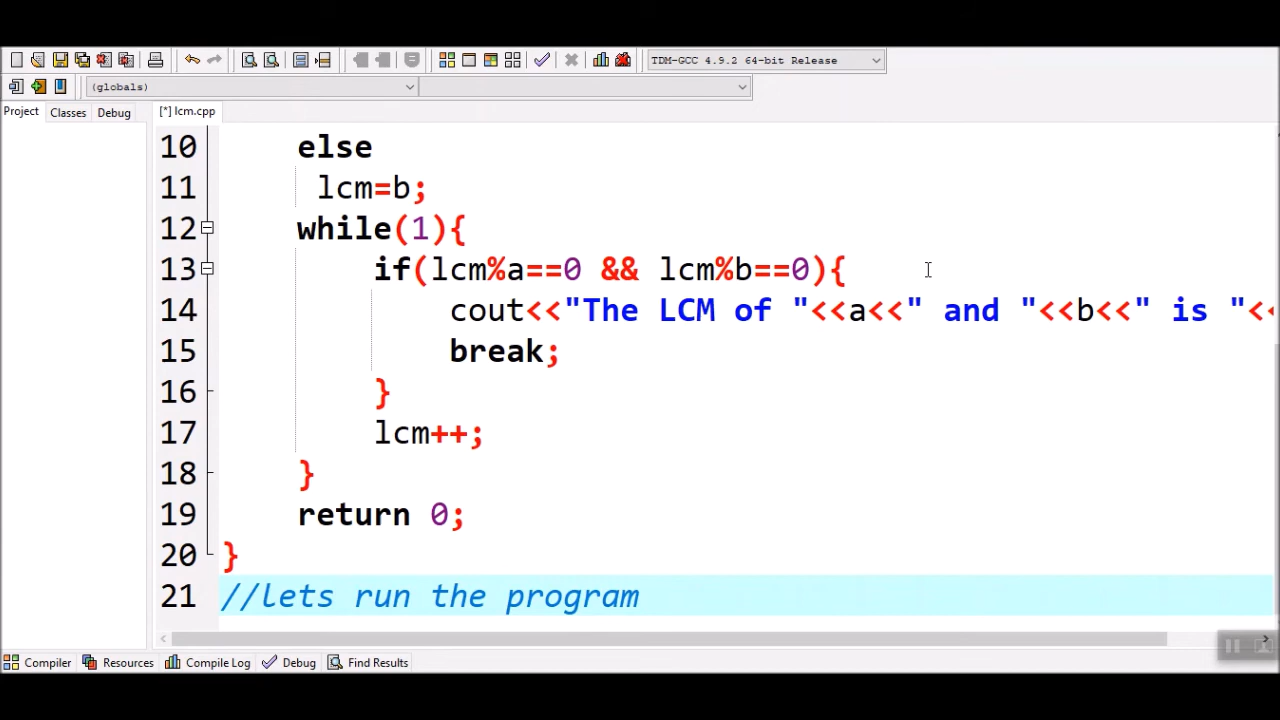 TDM-GCC 4.9.2 64-bit Release
(globals)
Project Classes Debug [*] lcm.cpp
10 else
11 lcm=b;
12 while(1){
13 if(lcm%a==0 && lcm%b==0){
14 cout<<"The LCM of "<<a<<" and "<<b<<" is "<<
15 break;
16 }
17 lcm++;
18 }
19 return 0;
20 }
21 //lets run the program
Compiler Resources Compile Log Debug Find Results